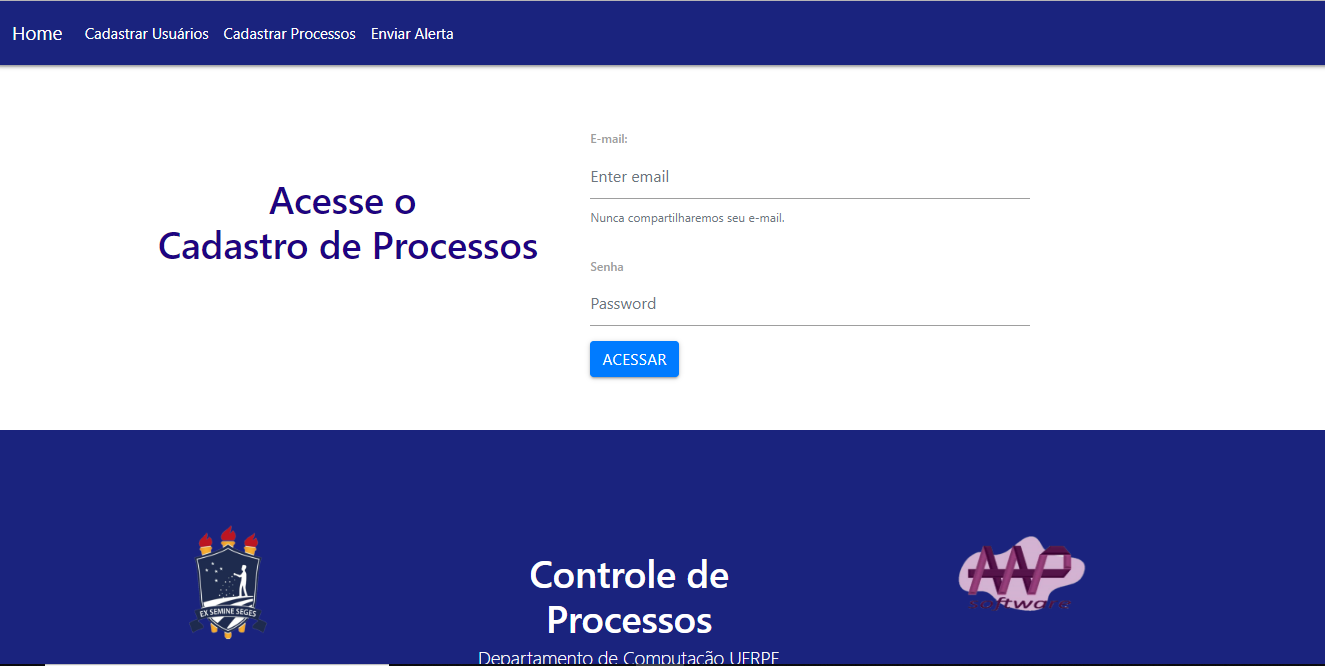 Home Cadastrar Usuários Cadastrar Processos Enviar Alerta
Acesse o
Cadastro de Processos
E-mail:
Enter email
Nunca compartilharemos seu e-mail.
Senha
Password
ACESSAR
EX SEMINE SEGES
Controle de
Processos
Departamento de Computação UFRPE
AAP
software